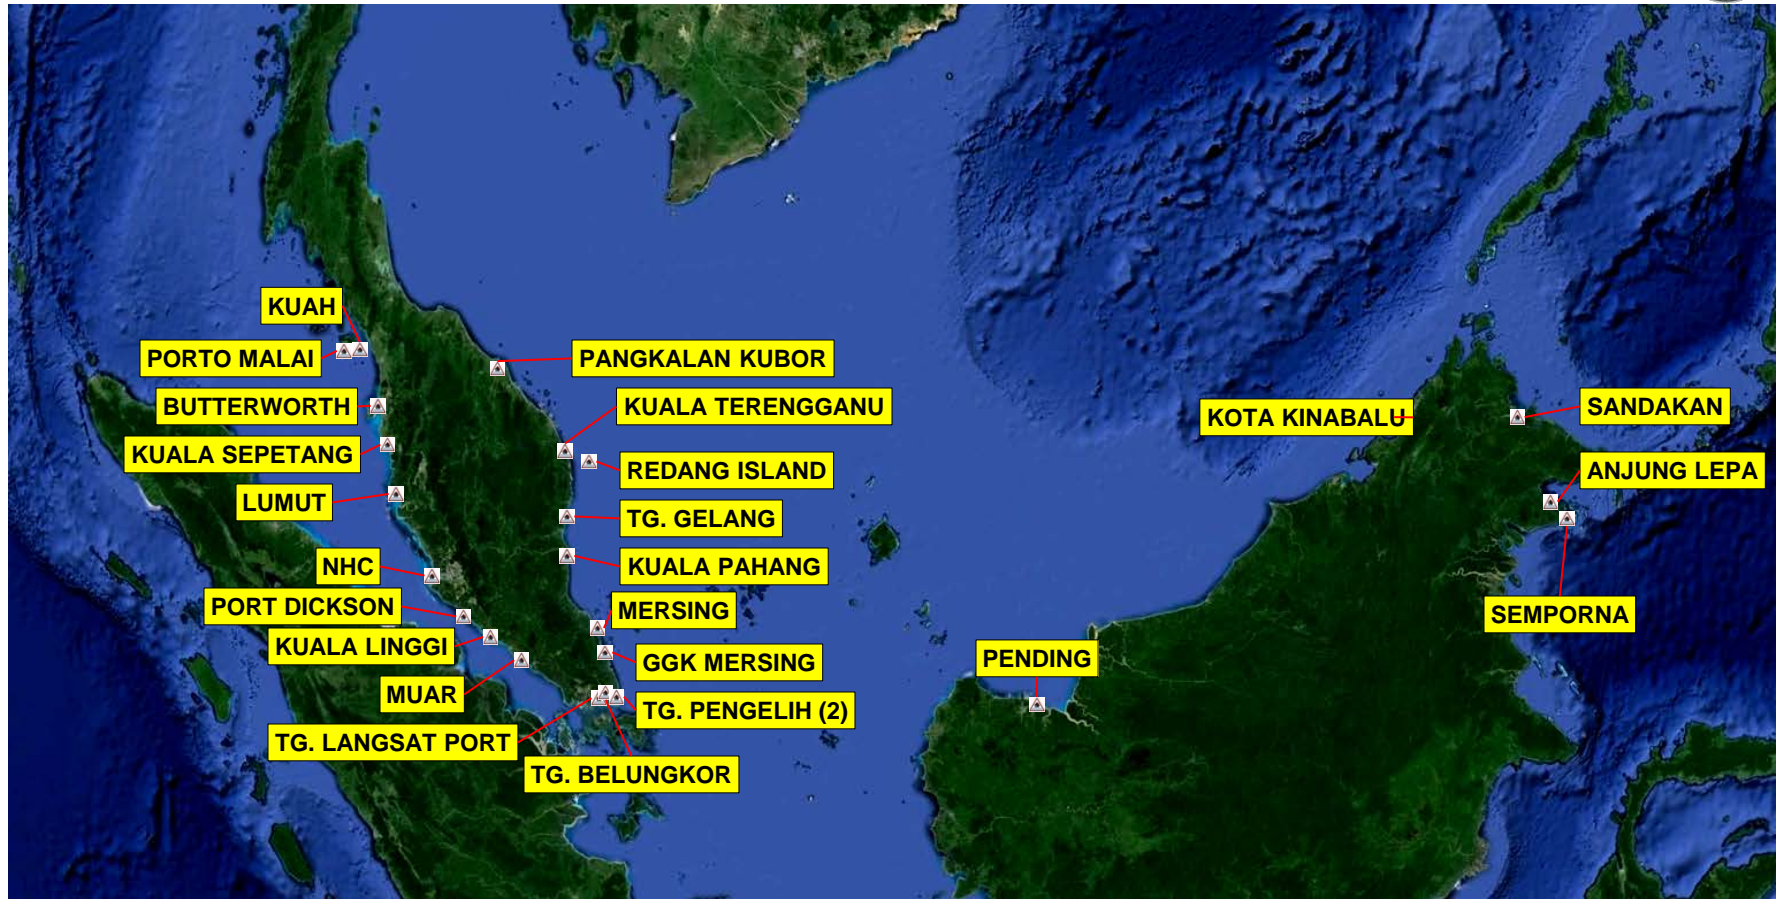 KUAH
PORTO MALAI
PANGKALAN KUBOR
BUTTERWORTH
KUALA TERENGGANU
KOTA KINABALU
SANDAKAN
KUALA SEPETANG
REDANG ISLAND
ANJUNG LEPA
LUMUT
TG. GELANG
NHC
KUALA PAHANG
PORT DICKSON
MERSING
SEMPORNA
KUALA LINGGI
GGK MERSING
PENDING
MUAR
TG. PENGELIH (2)
TG. LANGSAT PORT
TG. BELUNGKOR